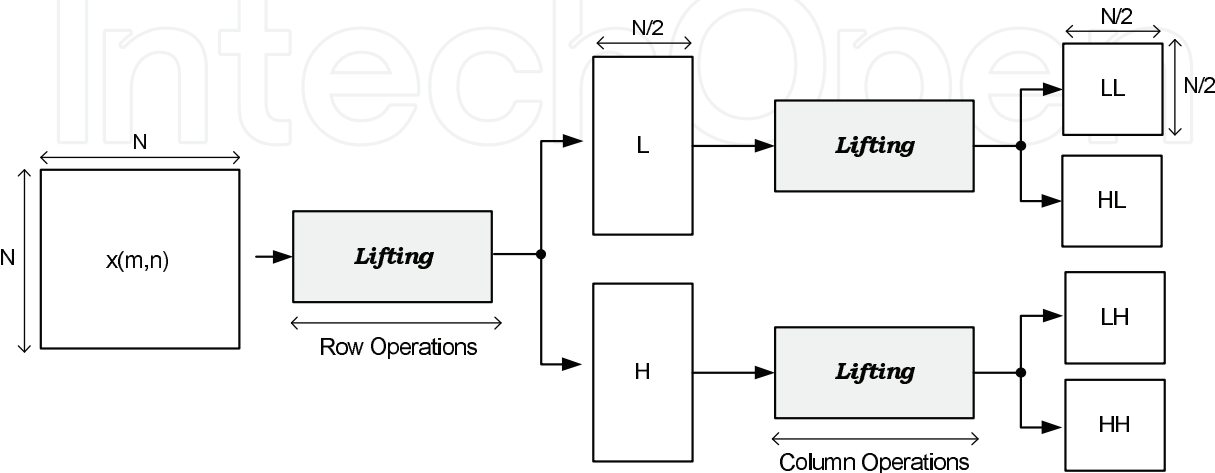 IntechOpen
N
N
x(m,n)
Lifting
Row Operations
N/2
L
H
Lifting
Lifting
Column Operations
N/2
N/2
LL
HL
LH
HH